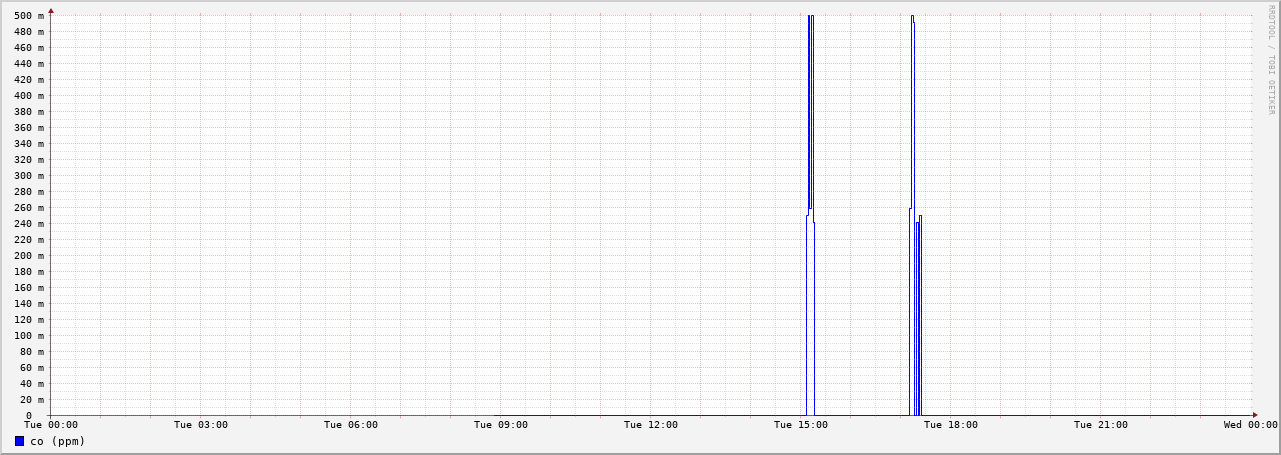 500 m
480 m
460 m
440 m
420 m
400 m
380 m
360 m
340 m
320 m
300 m
280 m
260 m
240 m
220 m
200 m
180 m
160 m
140 m
120 m
100 m
80 m
60 m
40 m
20 m
0
Tue 00:00 Tue 03:00 Tue 06:00 Tue 09:00 Tue 12:00 Tue 15:00 Tue 18:00 Tue 21:00 Wed 00:00
co (ppm)
RRDTOOL / TOBI OETIKER